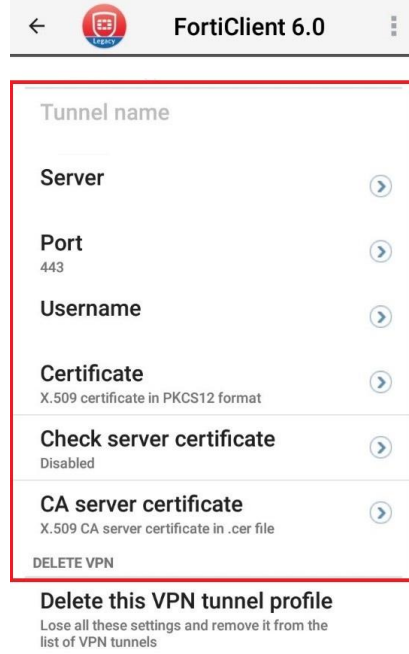 Legacy
FortiClient 6.0
Tunnel name
Server
Port
443
Username
Certificate
X.509 certificate in PKCS12 format
Check server certificate
Disabled
CA server certificate
X.509 CA server certificate in .cer file
DELETE VPN
Delete this VPN tunnel profile
Lose all these settings and remove it from the
list of VPN tunnels